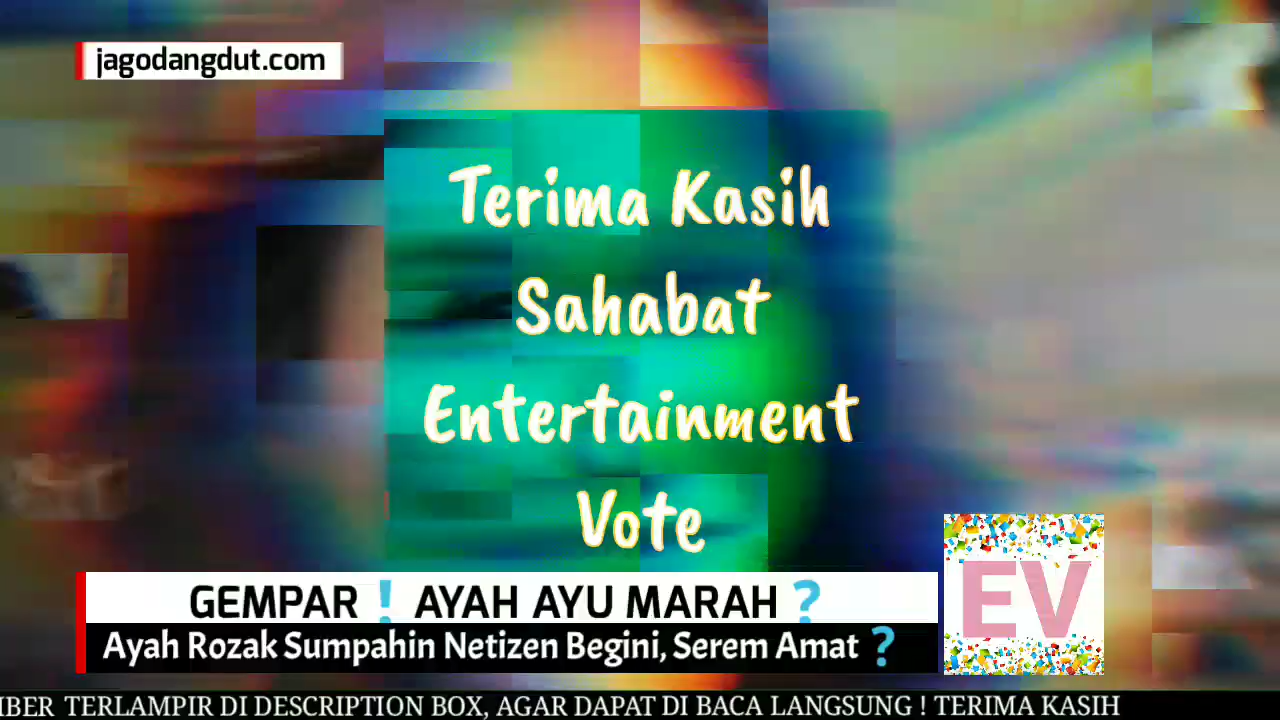 jagodangdut.com
Terima Kasih
Sahabat
Entertainment
Vote
EV
GEMPAR❗AYAH AYU MARAH❓
Ayah Rozak Sumpahin Netizen Begini, Serem Amat❓
TERLAMPIR DI DESCRIPTION BOX, AGAR DAPAT DI BACA LANGSUNG ! TERIMA KASIH